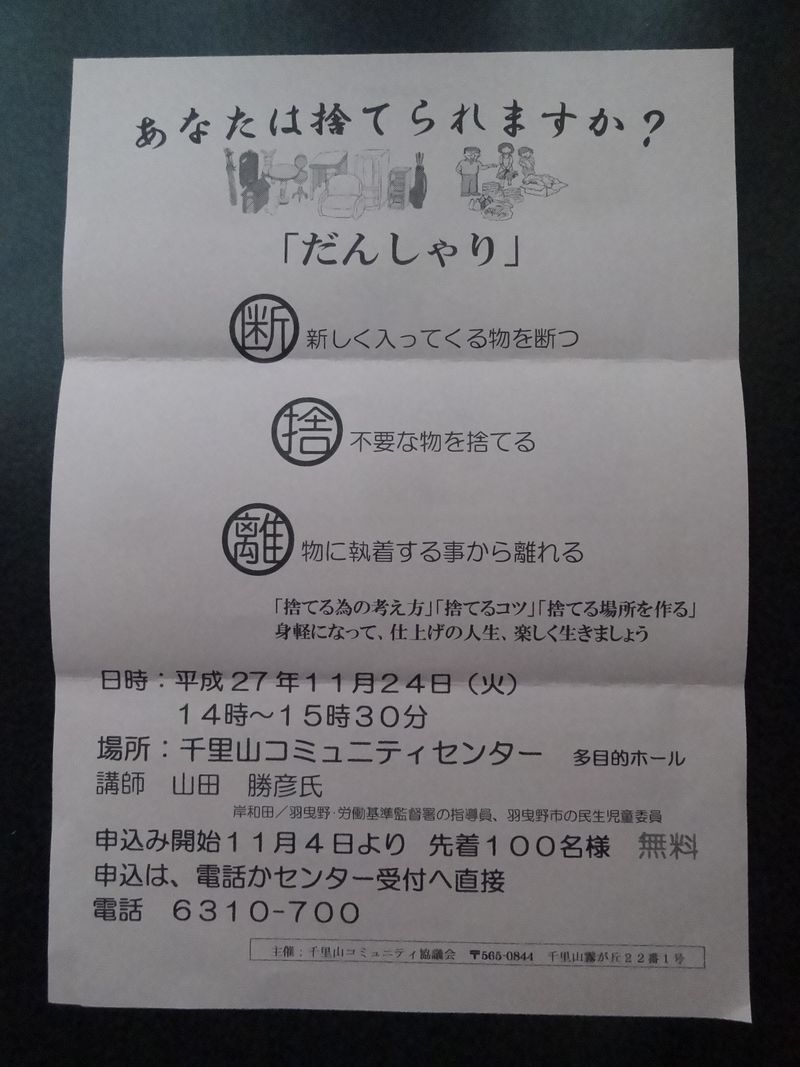 あなたは捨てられますか？
「だんしゃり」
断 新しく入ってくる物を断つ
捨 不要な物を捨てる
離 物に執着する事から離れる
「捨てる為の考え方」「捨てるコツ」「捨てる場所を作る」
身軽になって、仕上げの人生、楽しく生きましょう
日時：平成27年11月24日（火）
14時～15時30分
場所：千里山コミュニティセンター　多目的ホール
講師　山田　勝彦氏
岸和田／羽曳野・労働基準監督署の指導員、羽曳野市の民生児童委員
申込み開始11月4日より　先着100名様　無料
申込は、電話かセンター受付へ直接
電話　6310-700
主催：千里山コミュニティ協議会　〒565-0844　千里山霧が丘22番1号